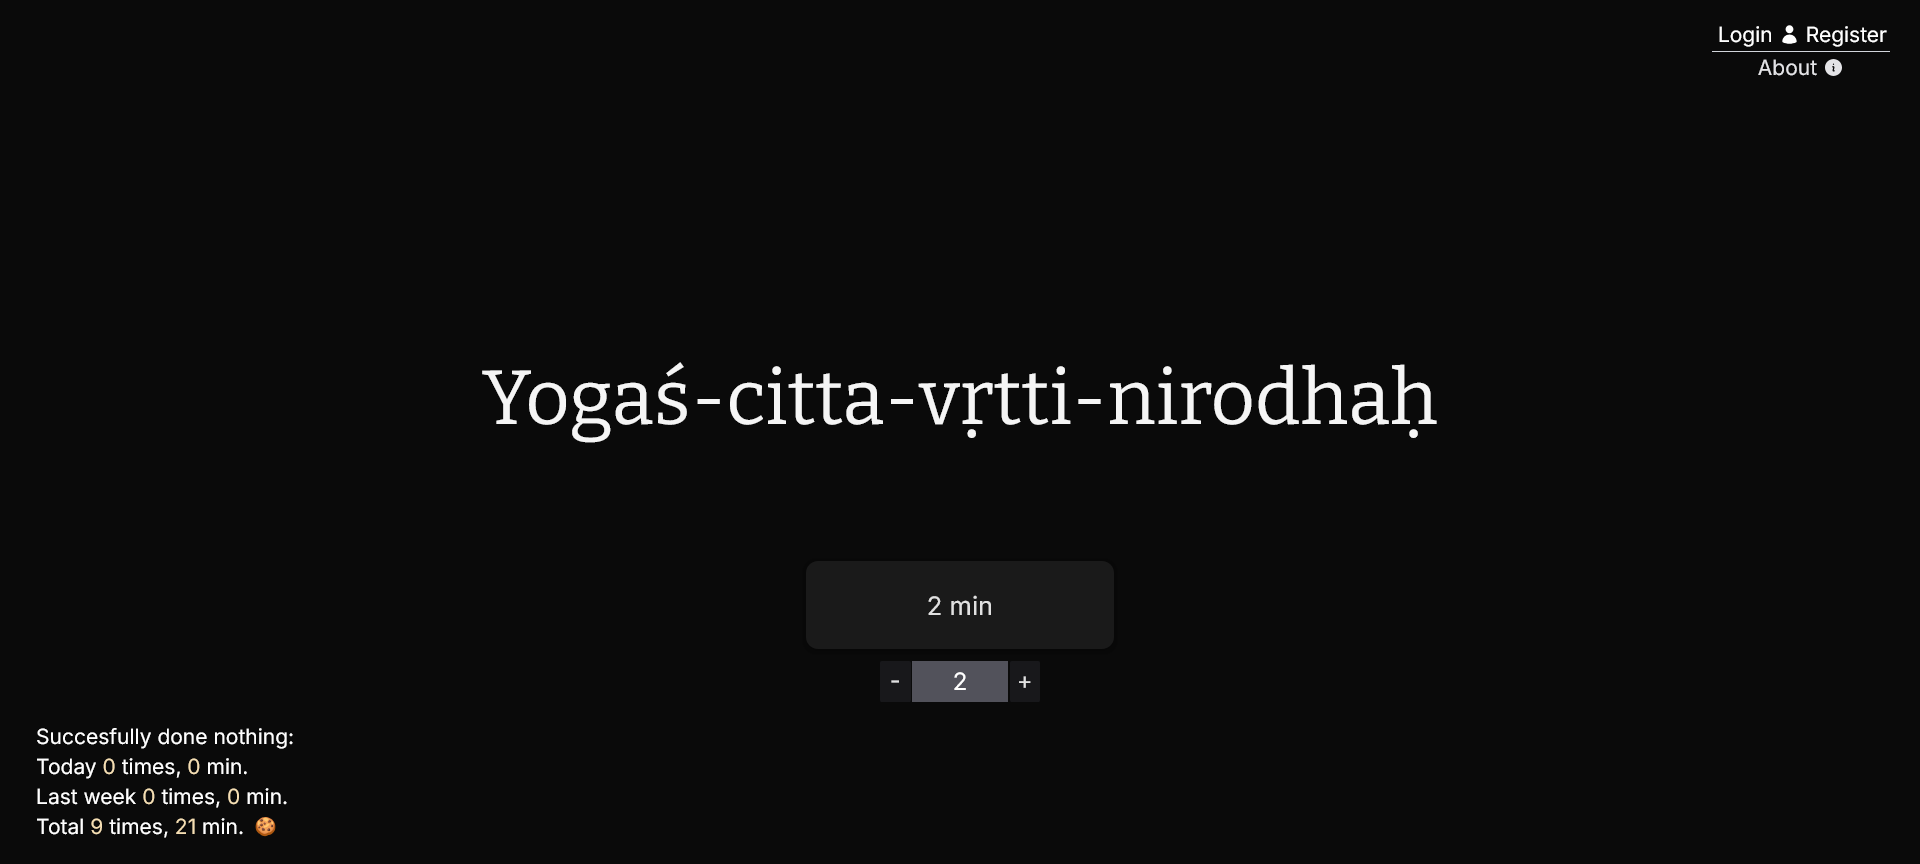 Login Register
About
Yogaś-citta-vṛtti-nirodhaḥ
2 min
- 2 +
Succesfully done nothing:
Today 0 times, 0 min.
Last week 0 times, 0 min.
Total 9 times, 21 min. 🍪